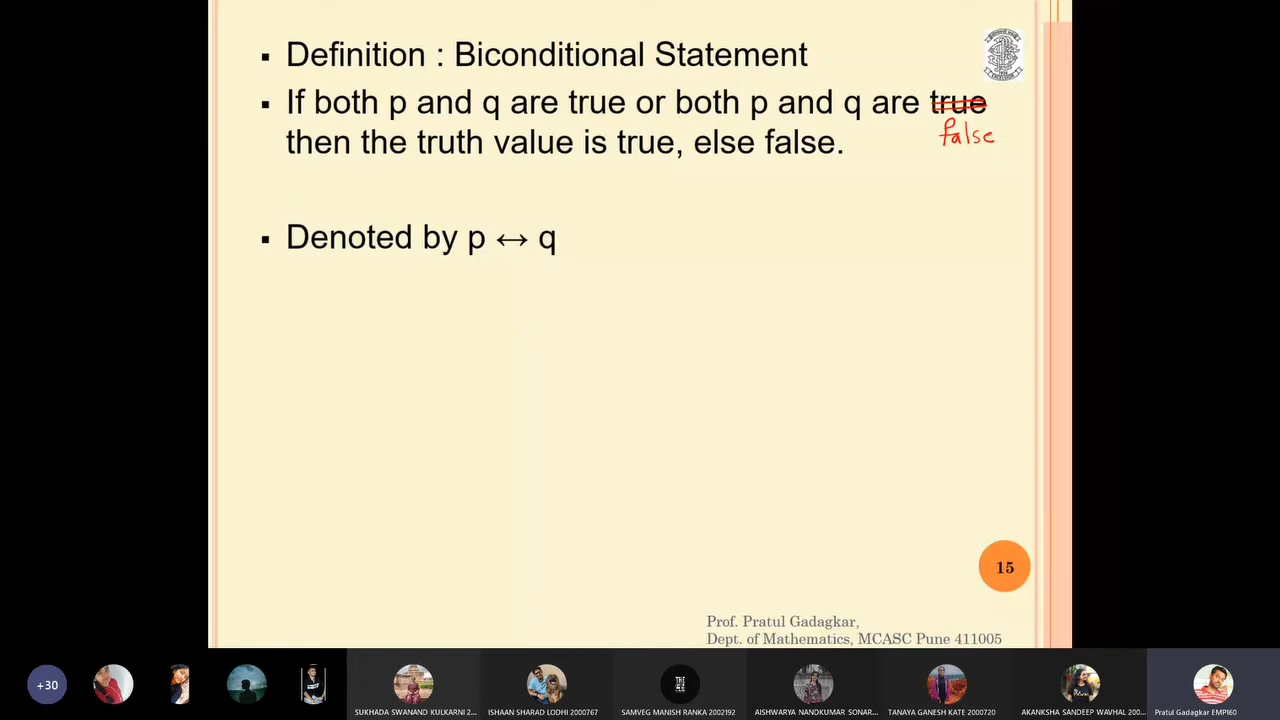 Definition : Biconditional Statement
If both p and q are true or both p and q are true
false
then the truth value is true, else false.
Denoted by p ↔ q
15
Prof. Pratul Gadagkar,
Dept. of Mathematics, MCASC Pune 411005
+30
SUKHADA SWANAND KULKARNI 2...
ISHAAN SHARAD LODHI 2000767
SAMVEG MANISH RANKA 2002192
AISHWARYA NANDKUMAR SONAR...
TANAYA GANESH KATE 2000720
AKANKSHA SANDEEP WAVHAL 200...
Pratul Gadagkar EMP160